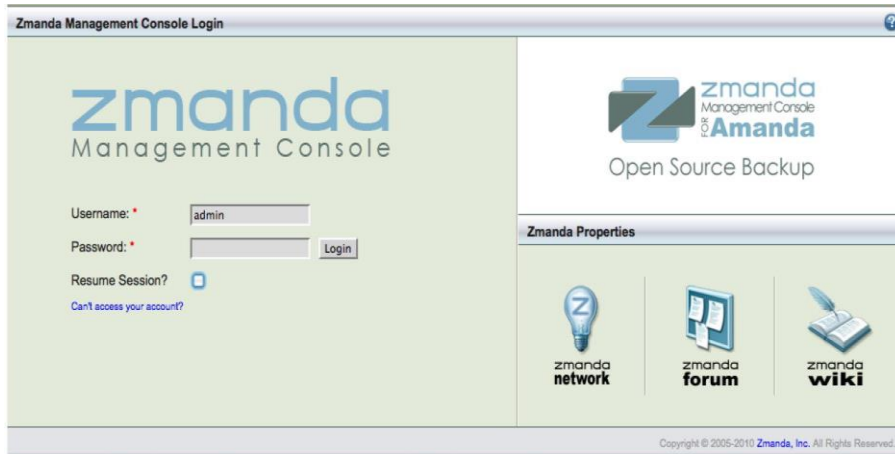 Zmanda Management Console Login
?
zmanda
Management Console
Username: *
admin
Password: *
Login
Resume Session?
Can't access your account?
Z
zmanda
Management Console
FOR Amanda
Open Source Backup
Zmanda Properties
Z
zmanda
network
zmanda
forum
zmanda
wiki
Copyright © 2005-2010 Zmanda, Inc. All Rights Reserved.